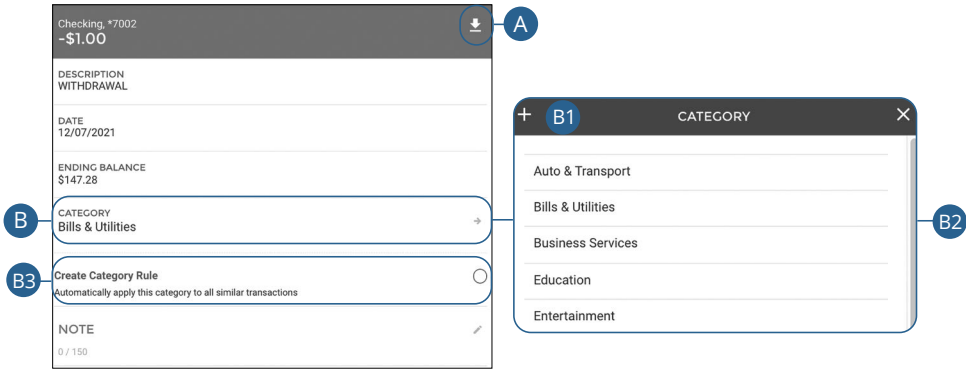 Checking, *7002
-$1.00
A
DESCRIPTION
WITHDRAWAL
DATE
12/07/2021
ENDING BALANCE
$147.28
B
CATEGORY
Bills & Utilities
B3
Create Category Rule
Automatically apply this category to all similar transactions
NOTE
0 / 150
+ B1 CATEGORY X
Auto & Transport
Bills & Utilities
Business Services
Education
Entertainment
B2